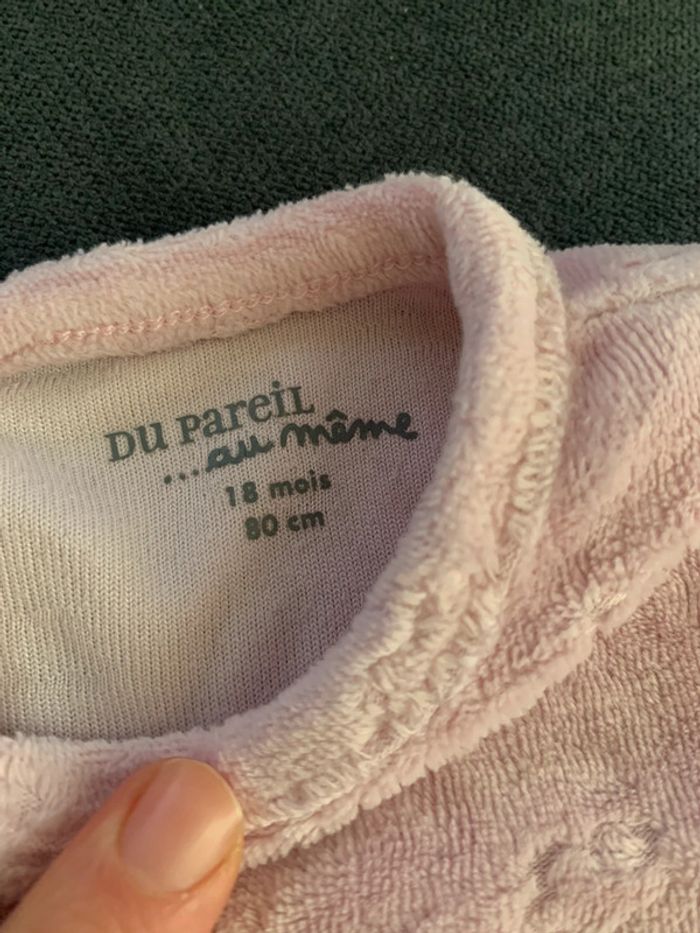 Du PareiL
...au même
18 mois
80 cm